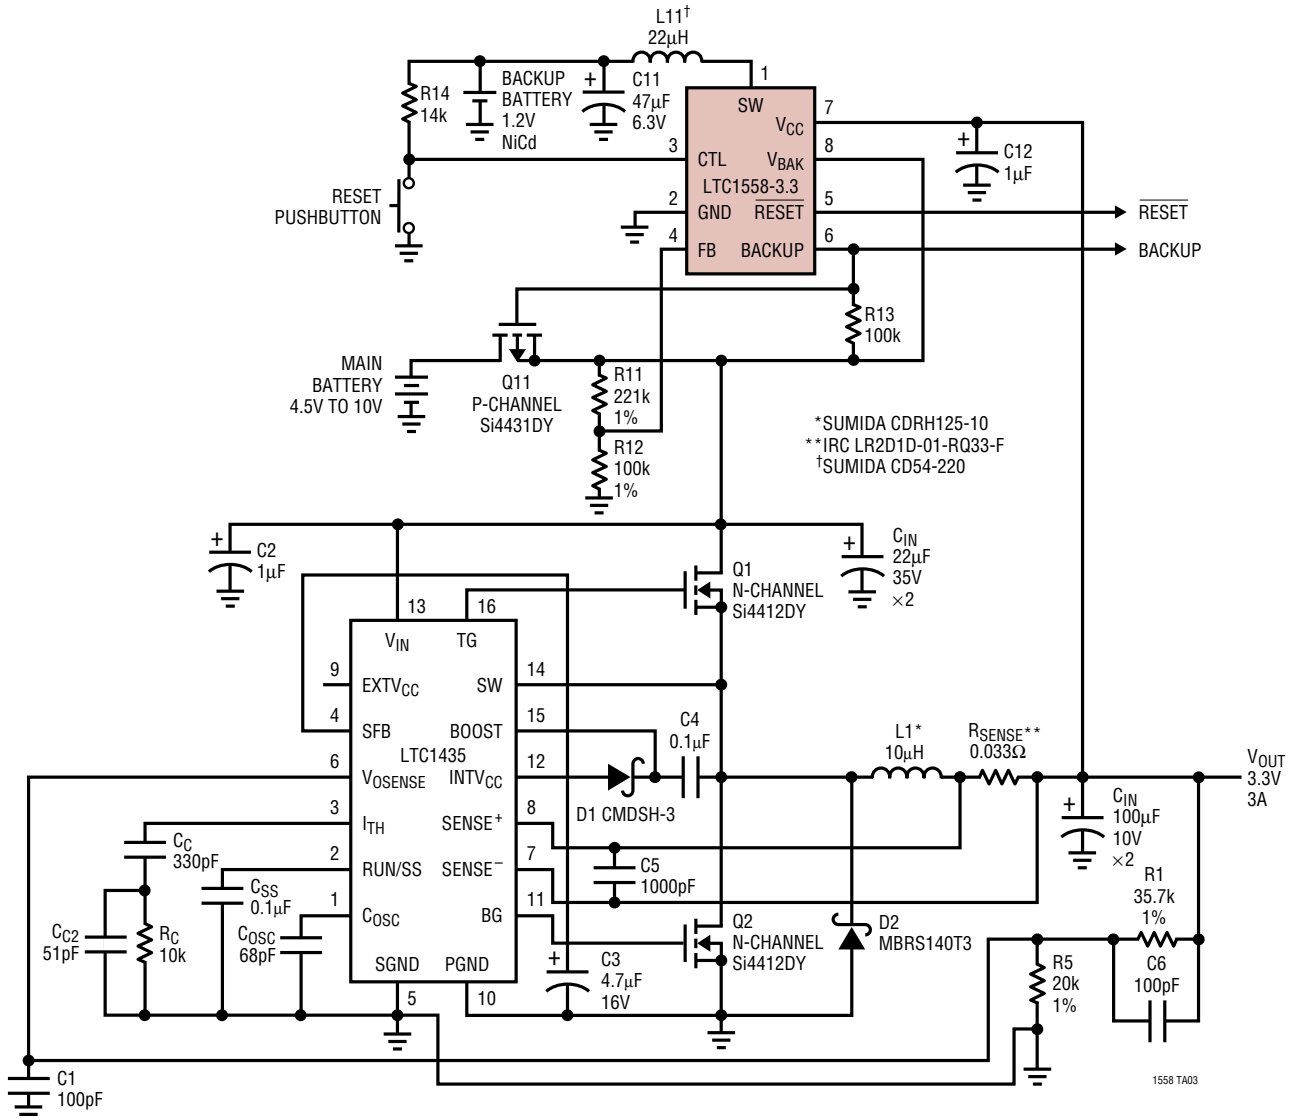 L11†
22µH
R14
14k
BACKUP
BATTERY
1.2V
NiCd
+
C11
47µF
6.3V
1
SW
7
VCC
+
C12
1µF
3
CTL
8
VBAK
LTC1558-3.3
RESET
PUSHBUTTON
2
GND
5
RESET
RESET
4
FB
6
BACKUP
BACKUP
R13
100k
MAIN
BATTERY
4.5V TO 10V
Q11
P-CHANNEL
Si4431DY
R11
221k
1%
R12
100k
1%
*SUMIDA CDRH125-10
**IRC LR2D1D-01-RQ33-F
†SUMIDA CD54-220
+
C2
1µF
+
CIN
22µF
35V
×2
Q1
N-CHANNEL
Si4412DY
13
VIN
16
TG
9
EXTVCC
14
SW
4
SFB
15
BOOST
LTC1435
C4
0.1µF
6
VOSENSE
12
INTVCC
D1 CMDSH-3
L1*
10µH
RSENSE**
0.033Ω
VOUT
3.3V
3A
3
ITH
8
SENSE+
+
CIN
100µF
10V
×2
CC
330pF
2
RUN/SS
7
SENSE−
C5
1000pF
CSS
0.1µF
1
COSC
11
BG
Q2
N-CHANNEL
Si4412DY
D2
MBRS140T3
R1
35.7k
1%
CC2
51pF
RC
10k
COSC
68pF
SGND
PGND
5
10
+
C3
4.7µF
16V
R5
20k
1%
C6
100pF
C1
100pF
1558 TA03